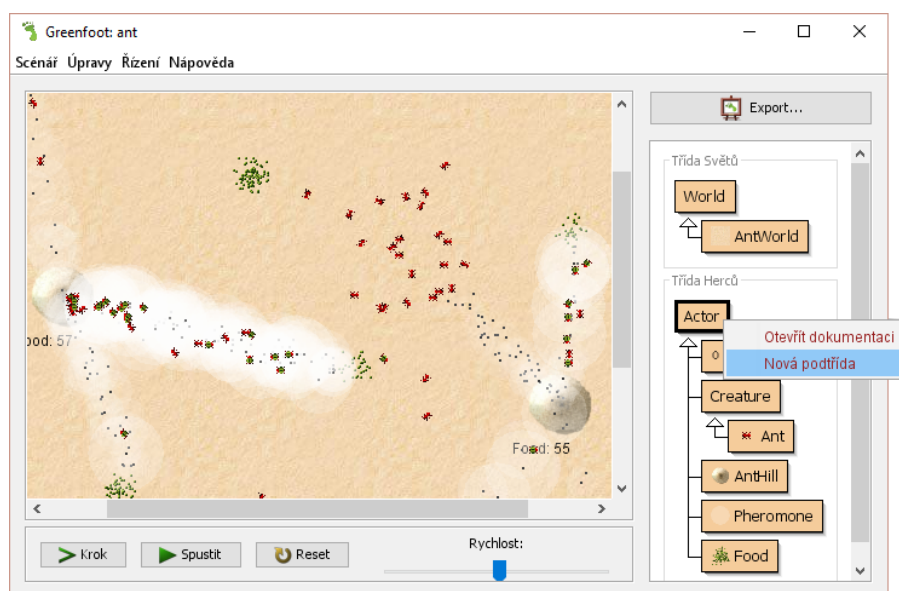 Greenfoot: ant
Scénář Úpravy Řízení Nápověda
Export...
Třída Světů
World
AntWorld
Třída Herců
Actor
Otevřít dokumentaci
Nová podtřída
Creature
Ant
AntHill
Pheromone
Food
ood: 57
Food: 55
Krok
Spustit
Reset
Rychlost: